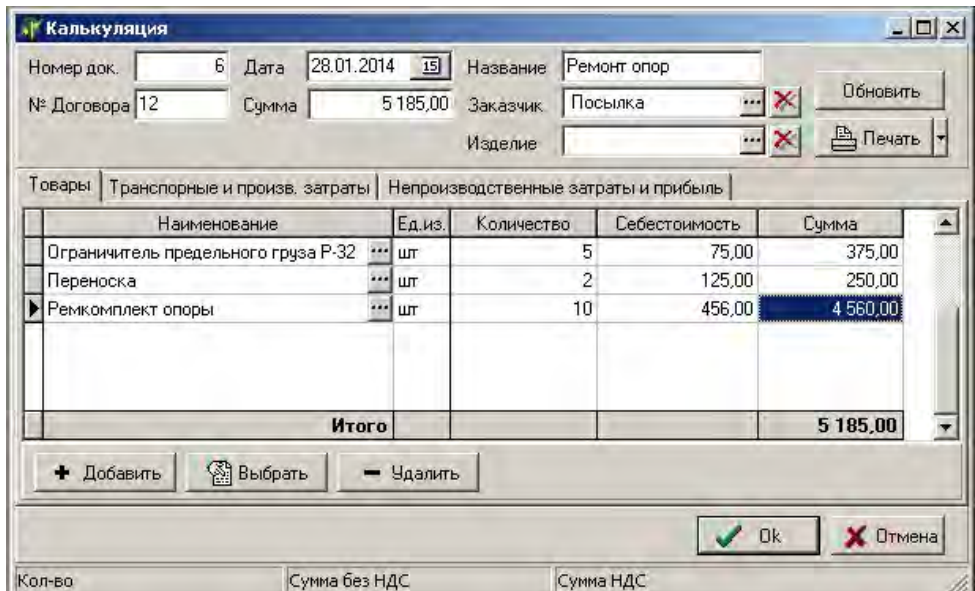 Калькуляция
Номер док. 6 Дата 28.01.2014 15 Название Ремонт опор
№ Договора 12 Сумма 5 185,00 Заказчик Посылка ... Обновить
Изделие ... Печать
Товары Транспорные и произв. затраты Непроизводственные затраты и прибыль
Наименование Ед.из. Количество Себестоимость Сумма
Ограничитель предельного груза Р-32 ... шт 5 75,00 375,00
Переноска ... шт 2 125,00 250,00
Ремкомплект опоры ... шт 10 456,00 4 560,00
Итого 5 185,00
Добавить Выбрать Удалить
Ok Отмена
Кол-во Сумма без НДС Сумма НДС